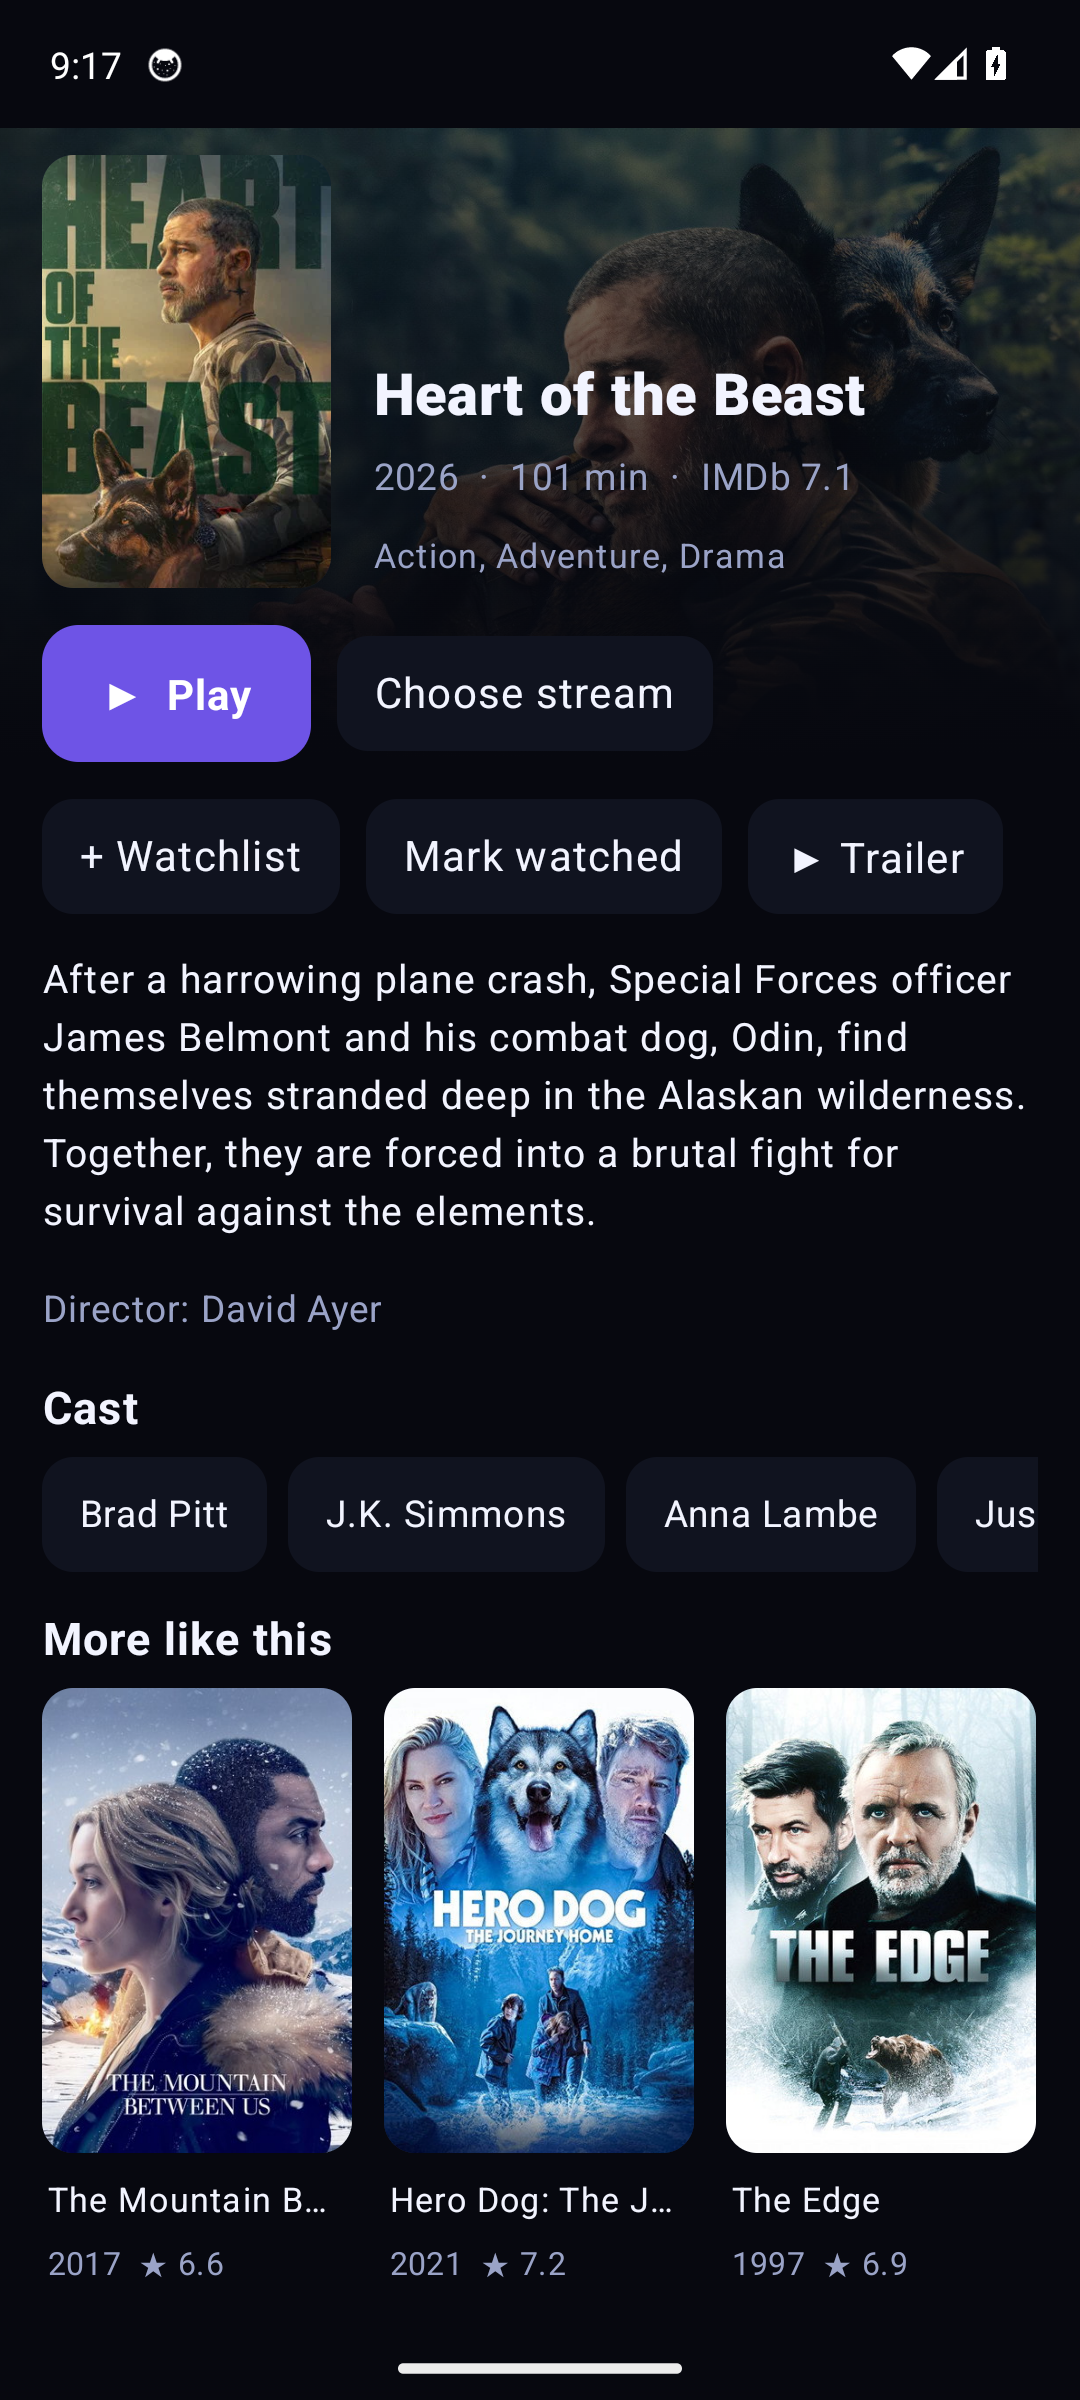 9:17
HEART
OF
THE
BEAST
Heart of the Beast
2026 · 101 min · IMDb 7.1
Action, Adventure, Drama
► Play
Choose stream
+ Watchlist
Mark watched
► Trailer
After a harrowing plane crash, Special Forces officer
James Belmont and his combat dog, Odin, find
themselves stranded deep in the Alaskan wilderness.
Together, they are forced into a brutal fight for
survival against the elements.
Director: David Ayer
Cast
Brad Pitt
J.K. Simmons
Anna Lambe
Jus
More like this
THE MOUNTAIN
BETWEEN US
HERO DOG
THE JOURNEY HOME
THE EDGE
The Mountain B…
Hero Dog: The J…
The Edge
2017 ★ 6.6
2021 ★ 7.2
1997 ★ 6.9